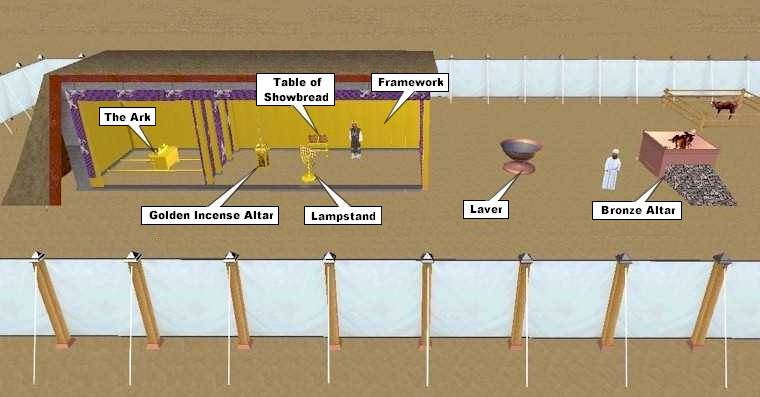 Table of
Showbread
Framework
The Ark
Golden Incense Altar
Lampstand
Laver
Bronze Altar